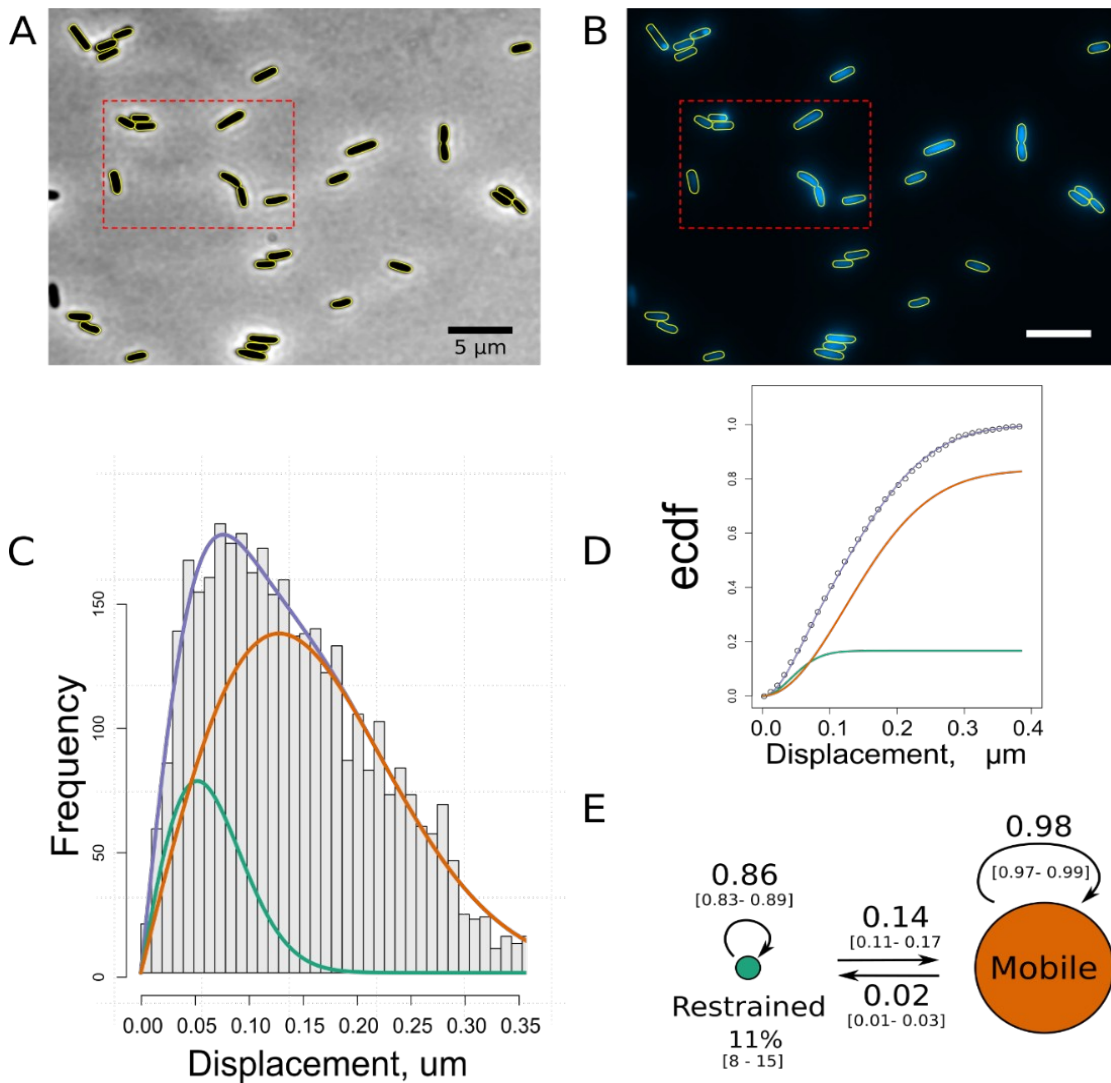 A
B
5 µm
C
Frequency
0
50
100
150
0.00 0.05 0.10 0.15 0.20 0.25 0.30 0.35
Displacement, um
D
ecdf
0.0
0.2
0.4
0.6
0.8
1.0
0.0 0.1 0.2 0.3 0.4
Displacement, µm
E
0.98
[0.97- 0.99]
0.86
[0.83- 0.89]
0.14
[0.11- 0.17
Mobile
0.02
[0.01- 0.03]
Restrained
11%
[8 - 15]